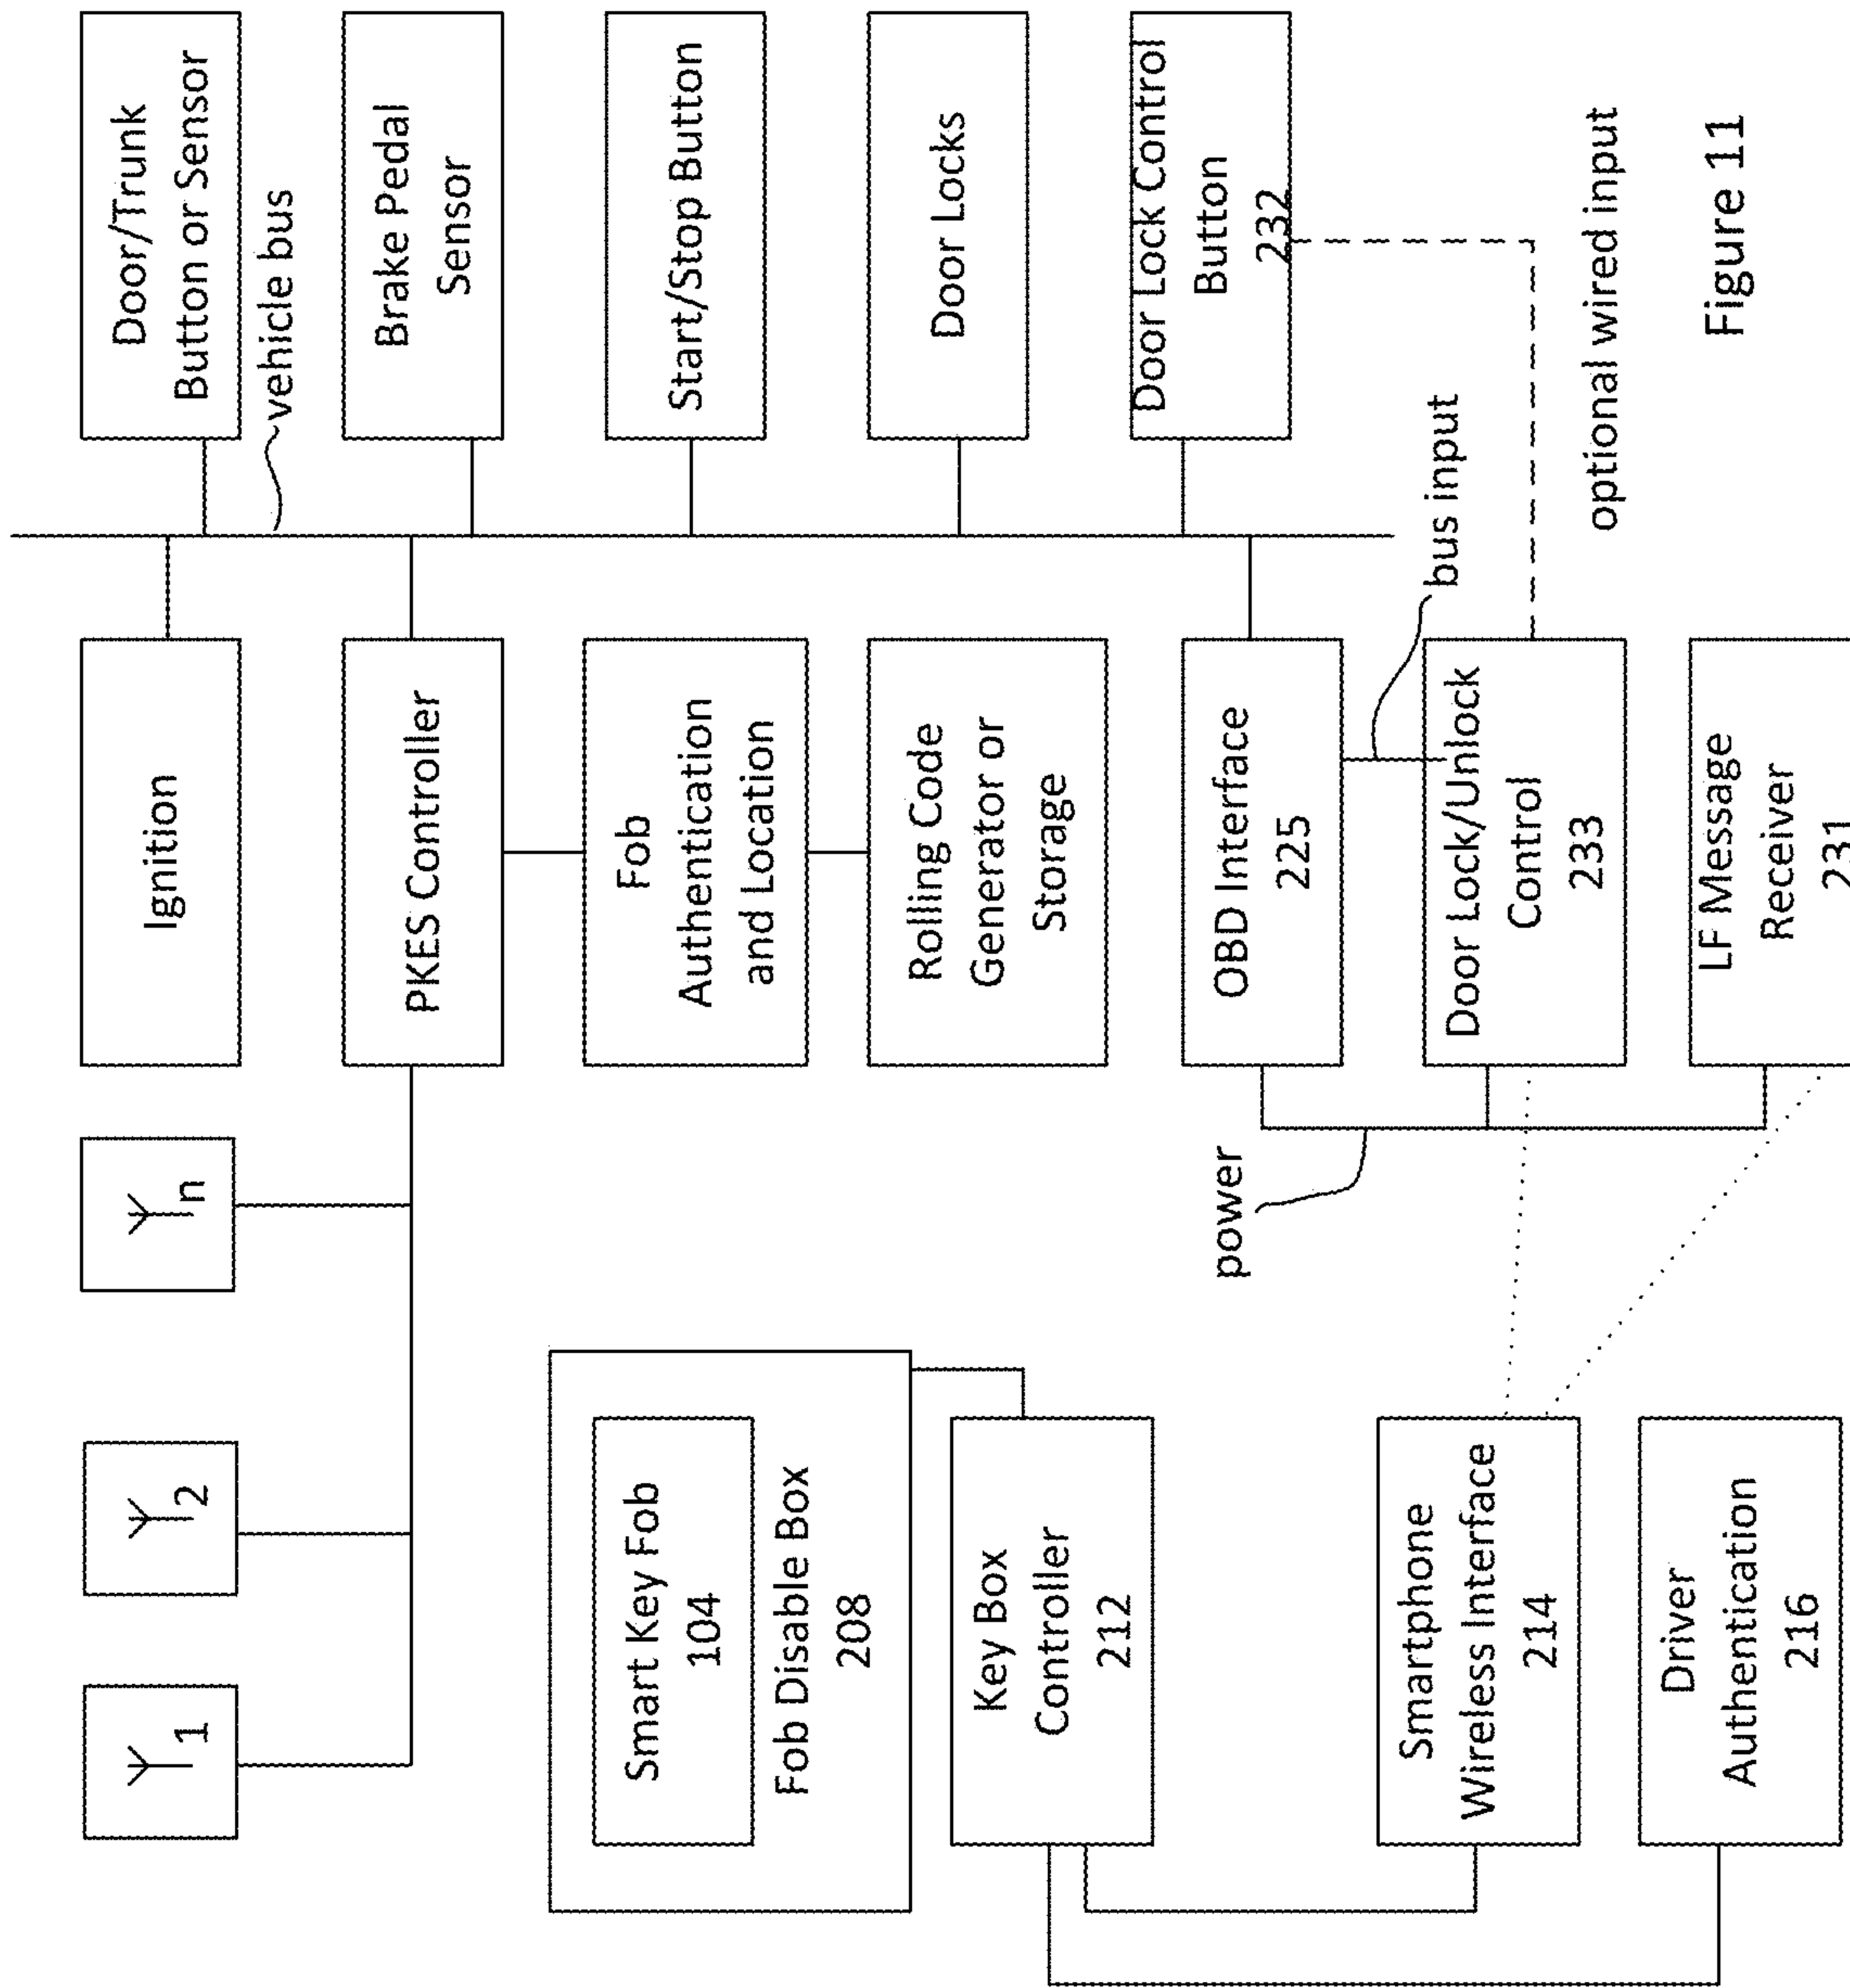 1
2
n
Ignition
Door/Trunk
Button or Sensor
vehicle bus
PKES Controller
Brake Pedal
Sensor
Smart Key Fob
104
Fob Disable Box
208
Fob
Authentication
and Location
Start/Stop Button
Key Box
Controller
212
Rolling Code
Generator or
Storage
Door Locks
power
OBD Interface
225
Door Lock Control
Button
232
bus input
Smartphone
Wireless Interface
214
Door Lock/Unlock
Control
233
optional wired input
Driver
Authentication
216
LF Message
Receiver
231
Figure 11